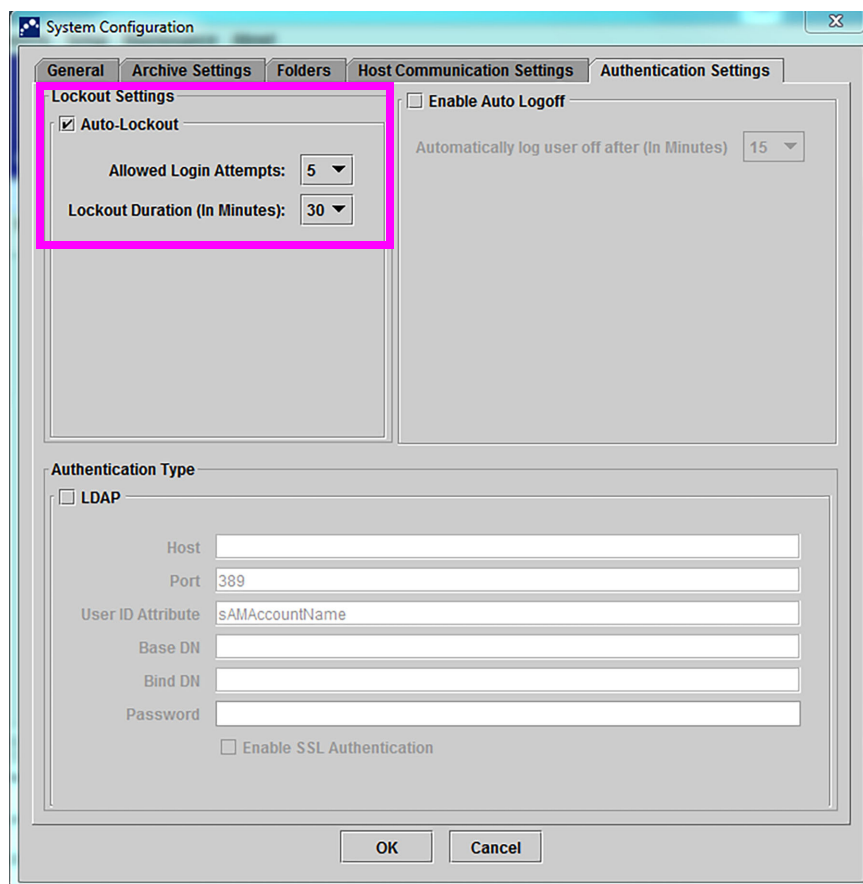 System Configuration
General Archive Settings Folders Host Communication Settings Authentication Settings
Lockout Settings
Auto-Lockout
Allowed Login Attempts: 5
Lockout Duration (In Minutes): 30
Enable Auto Logoff
Automatically log user off after (In Minutes) 15
Authentication Type
LDAP
Host
Port 389
User ID Attribute sAMAccountName
Base DN
Bind DN
Password
Enable SSL Authentication
OK Cancel